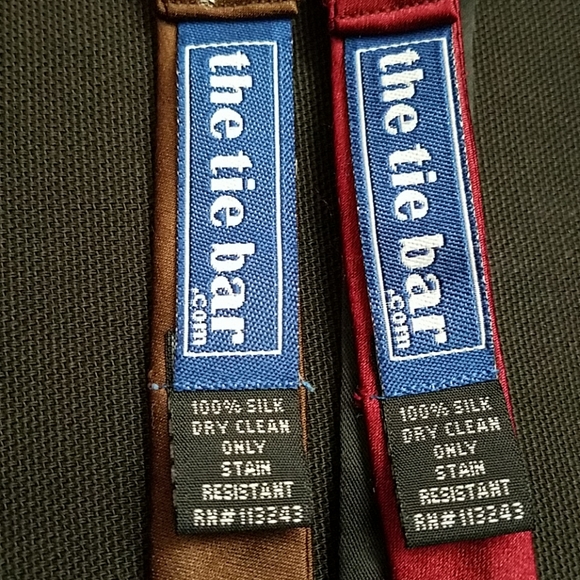 the tie bar
.com
100% SILK
DRY CLEAN
ONLY
STAIN
RESISTANT
RN#113243
the tie bar
.com
100% SILK
DRY CLEAN
ONLY
STAIN
RESISTANT
RN#113243